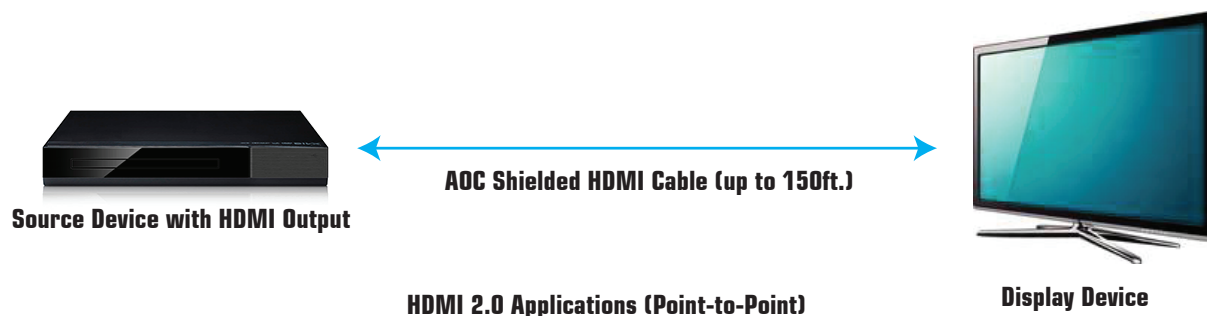 AOC Shielded HDMI Cable (up to 150ft.)
Source Device with HDMI Output
Display Device
HDMI 2.0 Applications (Point-to-Point)